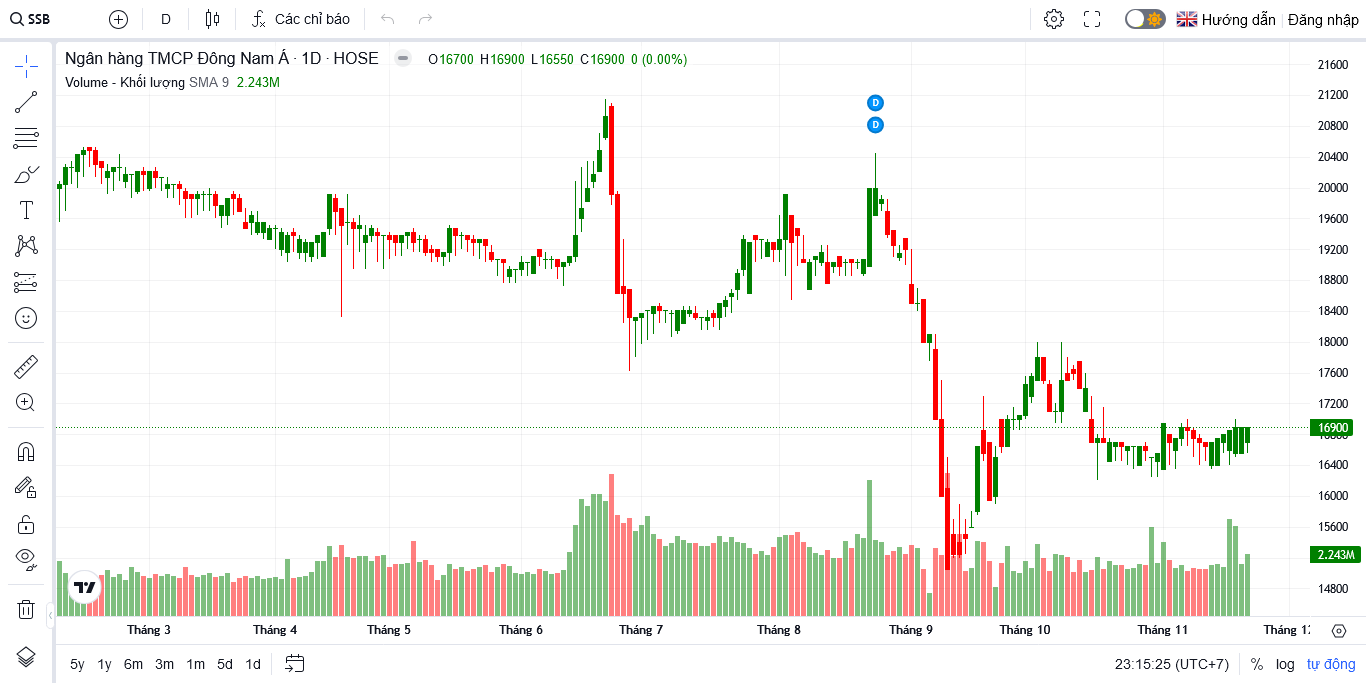 SSB D Các chỉ báo Hướng dẫn Đăng nhập
Ngân hàng TMCP Đông Nam Á · 1D · HOSE O16700 H16900 L16550 C16900 0 (0.00%)
Volume - Khối lượng SMA 9 2.243M
D
D
21600
21200
20800
20400
20000
19600
19200
18800
18400
18000
17600
17200
16900
16800
16400
16000
15600
2.243M
14800
Tháng 3 Tháng 4 Tháng 5 Tháng 6 Tháng 7 Tháng 8 Tháng 9 Tháng 10 Tháng 11 Tháng 12
5y 1y 6m 3m 1m 5d 1d 23:15:25 (UTC+7) % log tự động